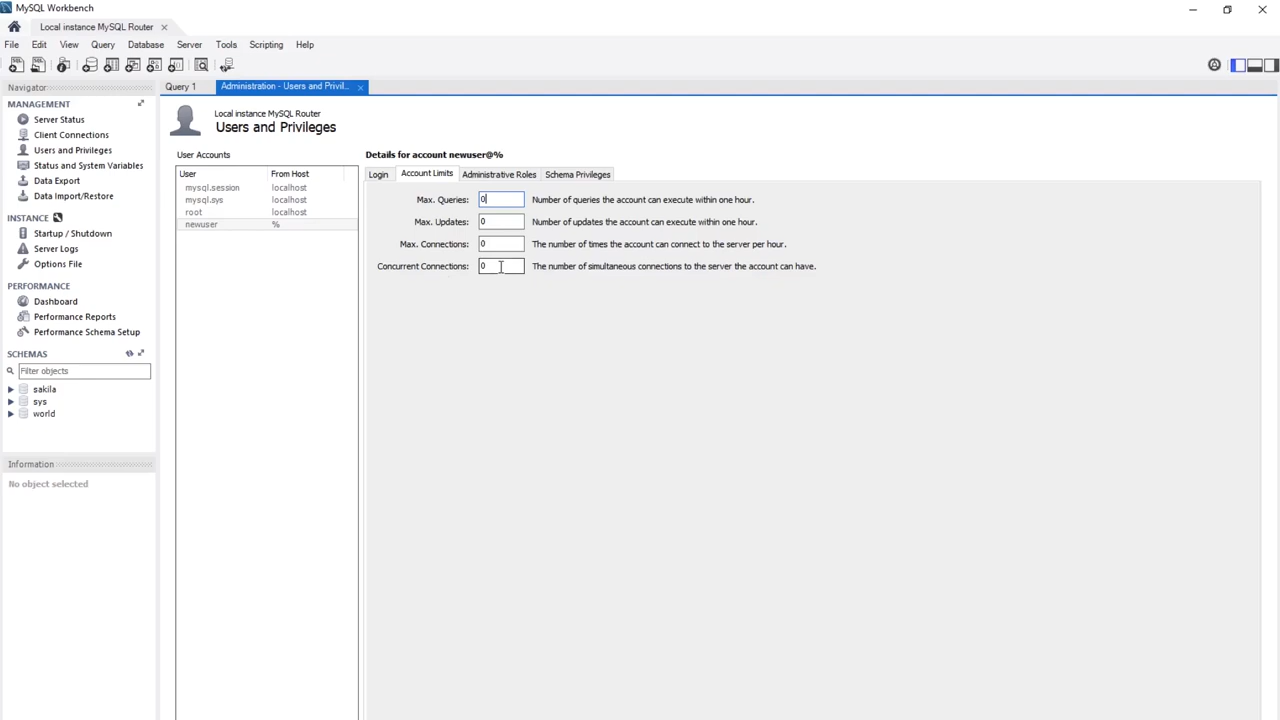 MySQL Workbench
Local instance MySQL Router
File Edit View Query Database Server Tools Scripting Help
Navigator
MANAGEMENT
Server Status
Client Connections
Users and Privileges
Status and System Variables
Data Export
Data Import/Restore
INSTANCE
Startup / Shutdown
Server Logs
Options File
PERFORMANCE
Dashboard
Performance Reports
Performance Schema Setup
SCHEMAS
Filter objects
sakila
sys
world
Information
No object selected
Query 1 Administration - Users and Privil...
Local instance MySQL Router
Users and Privileges
User Accounts
User From Host
mysql.session localhost
mysql.sys localhost
root localhost
newuser %
Details for account newuser@%
Login Account Limits Administrative Roles Schema Privileges
Max. Queries: 0 Number of queries the account can execute within one hour.
Max. Updates: 0 Number of updates the account can execute within one hour.
Max. Connections: 0 The number of times the account can connect to the server per hour.
Concurrent Connections: 0 The number of simultaneous connections to the server the account can have.